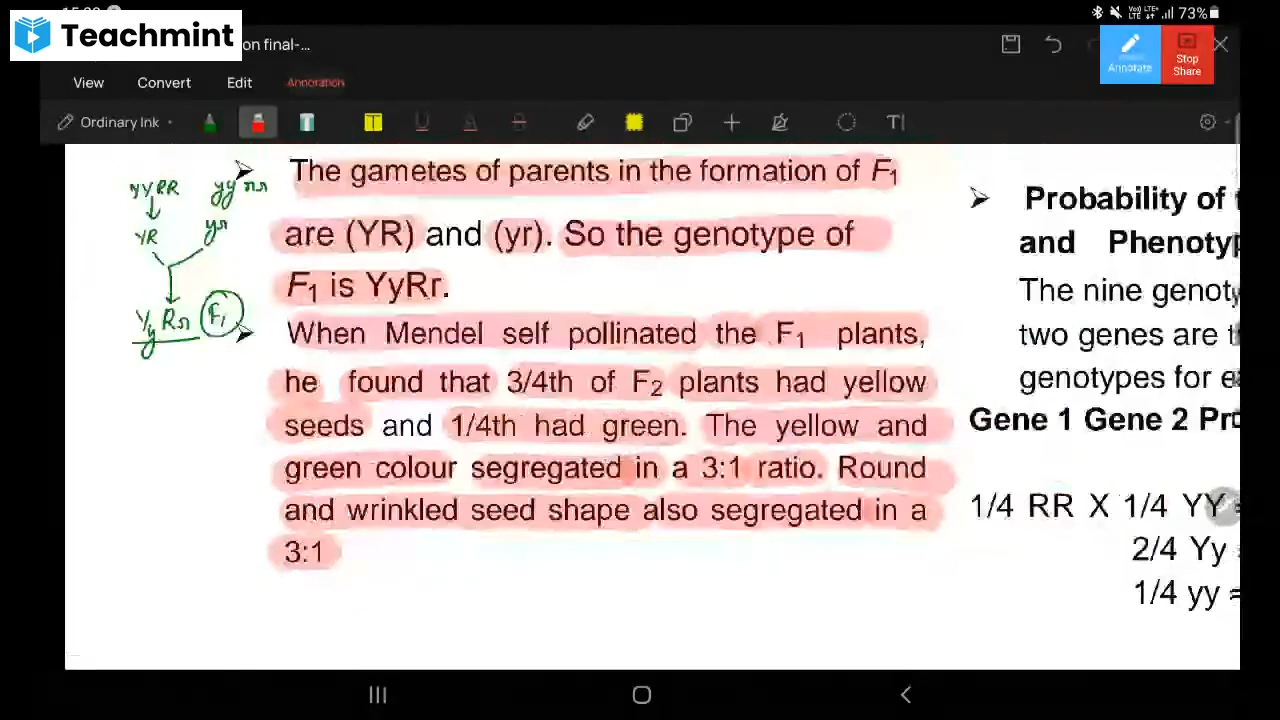 Teachmint
on final-...
73%
View Convert Edit Annotation
Annotate
Stop
Share
Ordinary Ink
YYRR yyrr
YR yr
YyRr F1
➢ The gametes of parents in the formation of F1
are (YR) and (yr). So the genotype of
F1 is YyRr.
➢ When Mendel self pollinated the F1 plants,
he found that 3/4th of F2 plants had yellow
seeds and 1/4th had green. The yellow and
green colour segregated in a 3:1 ratio. Round
and wrinkled seed shape also segregated in a
3:1
➢ Probability of
and Phenotyp
The nine genoty
two genes are
genotypes for
Gene 1 Gene 2 Pr
1/4 RR X 1/4 YY =
2/4 Yy =
1/4 yy =